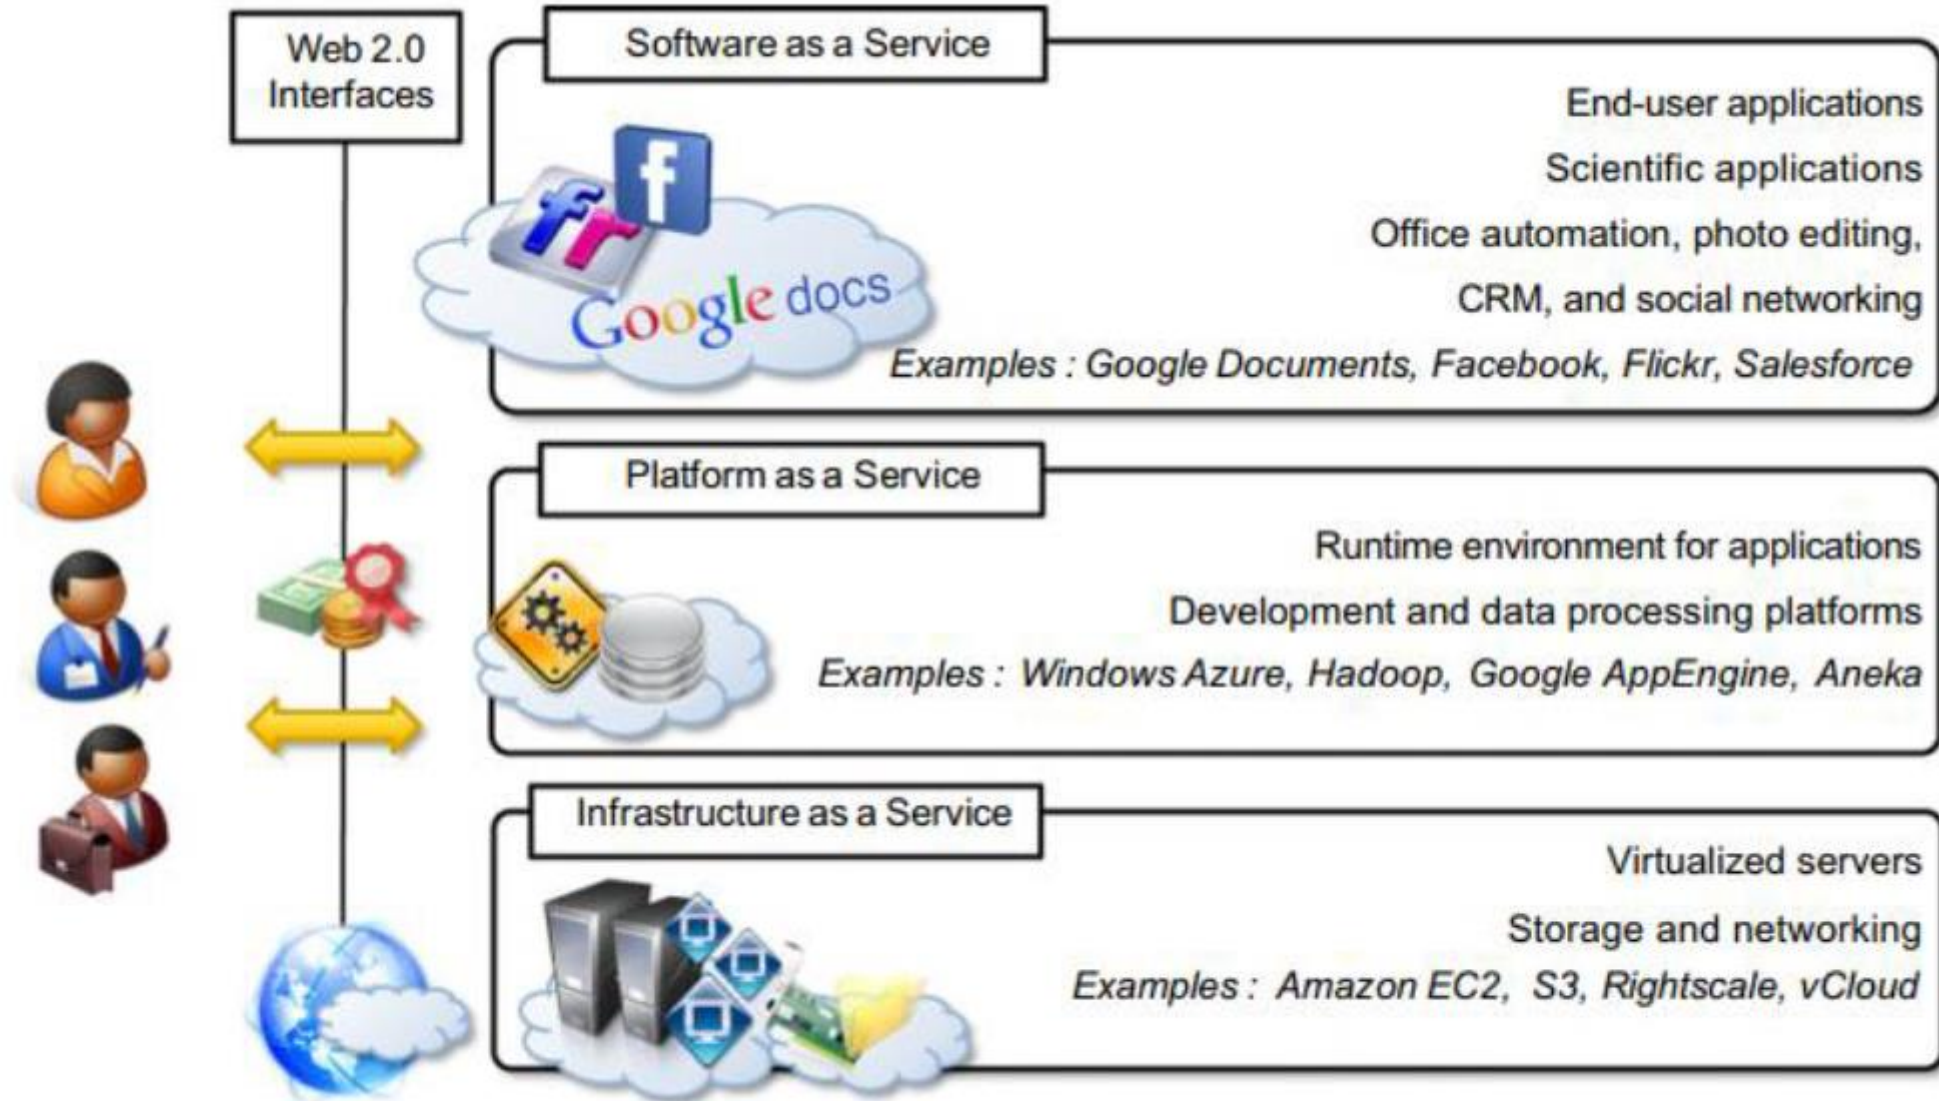 Web 2.0
Interfaces
Software as a Service
End-user applications
Scientific applications
Office automation, photo editing,
CRM, and social networking
Examples : Google Documents, Facebook, Flickr, Salesforce
f
fr
Google docs
Platform as a Service
Runtime environment for applications
Development and data processing platforms
Examples : Windows Azure, Hadoop, Google AppEngine, Aneka
Infrastructure as a Service
Virtualized servers
Storage and networking
Examples : Amazon EC2, S3, Rightscale, vCloud